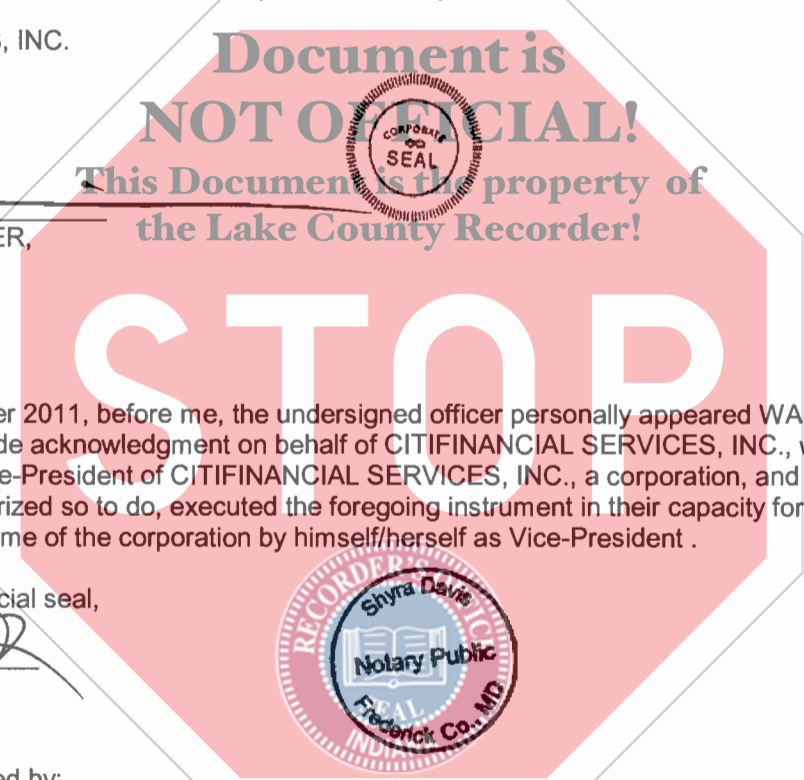 S, INC.
Document is
NOT OFFICIAL!
CORPORATE
SEAL
This Document is the property of
the Lake County Recorder!
ER,
STOP
er 2011, before me, the undersigned officer personally appeared WA
de acknowledgment on behalf of CITIFINANCIAL SERVICES, INC.,
e-President of CITIFINANCIAL SERVICES, INC., a corporation, and
rized so to do, executed the foregoing instrument in their capacity for
me of the corporation by himself/herself as Vice-President .
cial seal,
RECORDER'S OFFICE
SEAL
INDIANA
Shyra Davis
Notary Public
Frederick Co., MD
ed by: